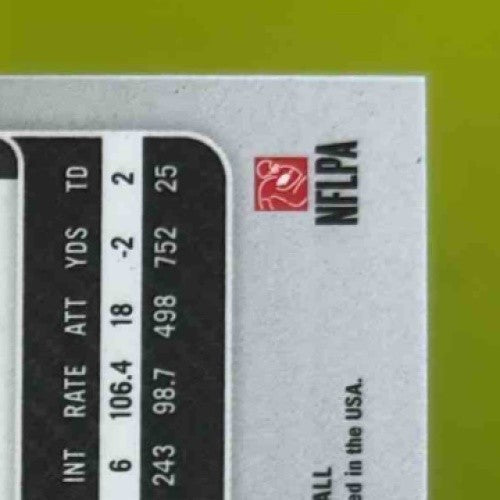 INT RATE ATT YDS TD
6 106.4 18 -2 2
243 98.7 498 752 25
NFLPA
ALL
ed in the USA.